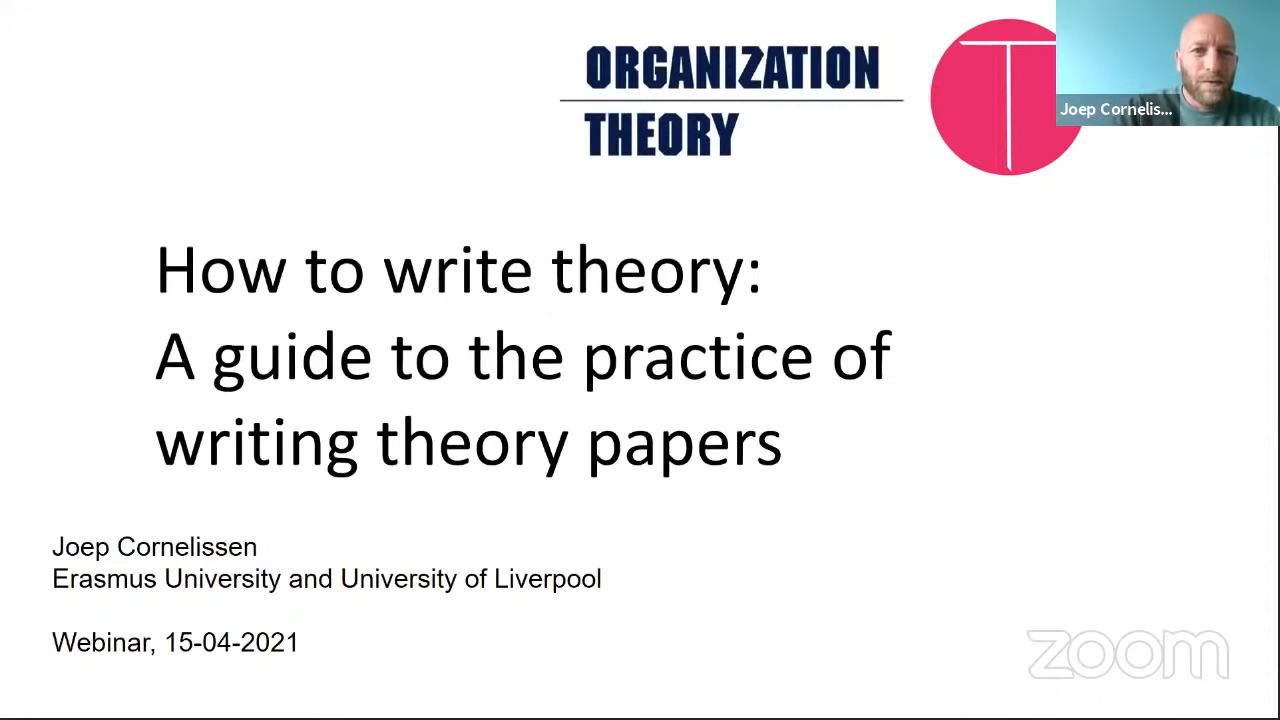 ORGANIZATION
THEORY
Joep Cornelis...
How to write theory:
A guide to the practice of
writing theory papers
Joep Cornelissen
Erasmus University and University of Liverpool
Webinar, 15-04-2021
zoom